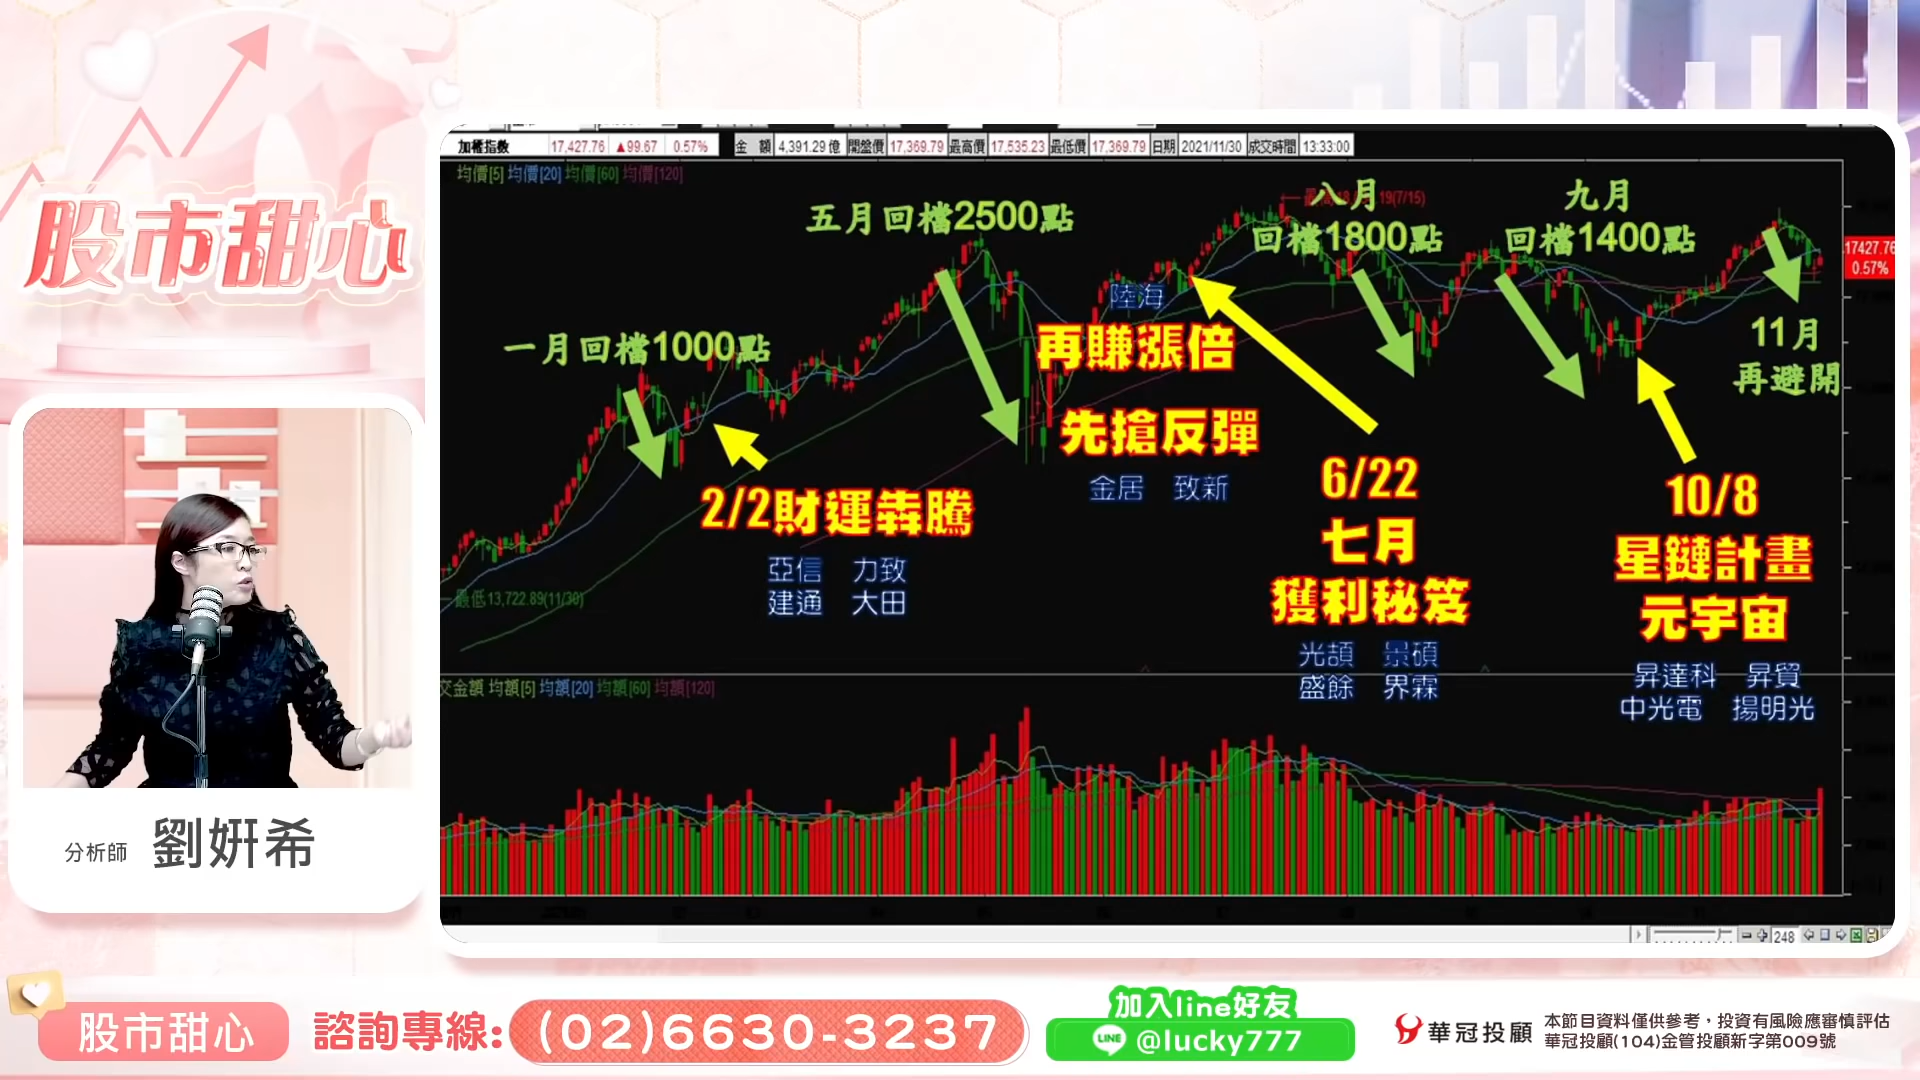 股市甜心
分析師 劉妍希
加權指數 17,427.76 ▲99.67 0.57% 金額 4,391.29億 開盤價 17,369.79 最高價 17,535.23 最低價 17,369.79 日期 2021/11/30 成交時間 13:33:00
均價[5] 均價[20] 均價[60] 均價[120]
一月回檔1000點
五月回檔2500點
八月
回檔1800點
九月
回檔1400點
11月
再避開
17427.76
0.57%
陸海
再賺漲倍
先搶反彈
金居 致新
2/2財運犇騰
亞信 力致
建通 大田
6/22
七月
獲利秘笈
光頡 景碩
盛餘 界霖
10/8
星鏈計畫
元宇宙
昇達科 昇貿
中光電 揚明光
最低13,722.89(11/30)
交金額 均額[5] 均額[20] 均額[60] 均額[120]
248
股市甜心
諮詢專線:(02)6630-3237
加入line好友
LINE @lucky777
華冠投顧
本節目資料僅供參考，投資有風險應審慎評估
華冠投顧(104)金管投顧新字第009號